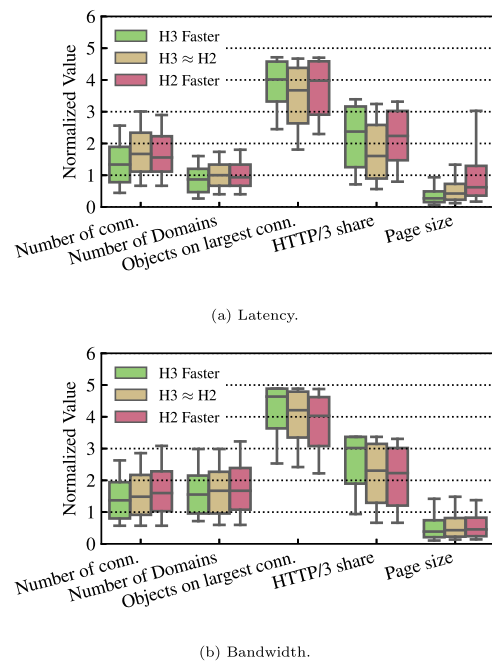 6
5
4
3
2
1
0
Normalized Value
H3 Faster
H3 ≈ H2
H2 Faster
Number of conn.
Number of Domains
Objects on largest conn.
HTTP/3 share
Page size
(a) Latency.
6
5
4
3
2
1
0
Normalized Value
H3 Faster
H3 ≈ H2
H2 Faster
Number of conn.
Number of Domains
Objects on largest conn.
HTTP/3 share
Page size
(b) Bandwidth.